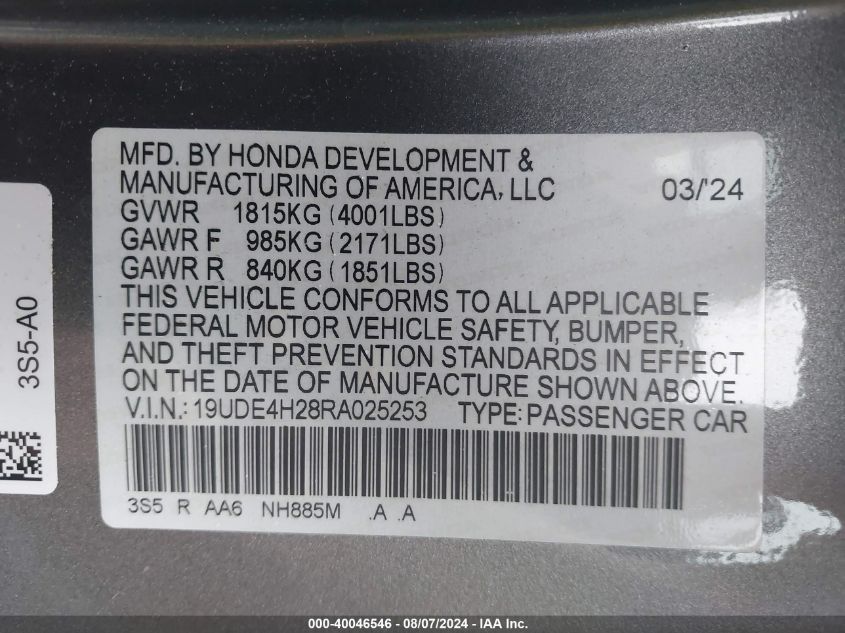 MFD. BY HONDA DEVELOPMENT &
MANUFACTURING OF AMERICA, LLC 03/'24
GVWR 1815KG (4001LBS)
GAWR F 985KG (2171LBS)
GAWR R 840KG (1851LBS)
THIS VEHICLE CONFORMS TO ALL APPLICABLE
FEDERAL MOTOR VEHICLE SAFETY, BUMPER,
AND THEFT PREVENTION STANDARDS IN EFFECT
ON THE DATE OF MANUFACTURE SHOWN ABOVE.
V.I.N.: 19UDE4H28RA025253 TYPE: PASSENGER CAR
3S5 R AA6 NH885M .A .A
3S5-A0
000-40046546 - 08/07/2024 - IAA Inc.